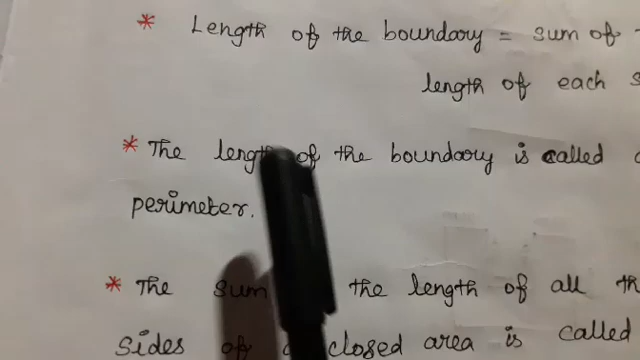 * Length of the boundary = sum of
length of each
* The length of the boundary is called
perimeter.
* The sum the length of all
sides of closed area is called